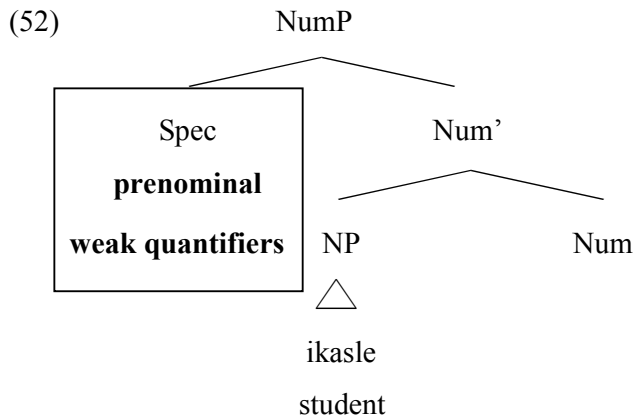 (52) NumP
Spec Num’
prenominal
weak quantifiers NP Num
ikasle
student